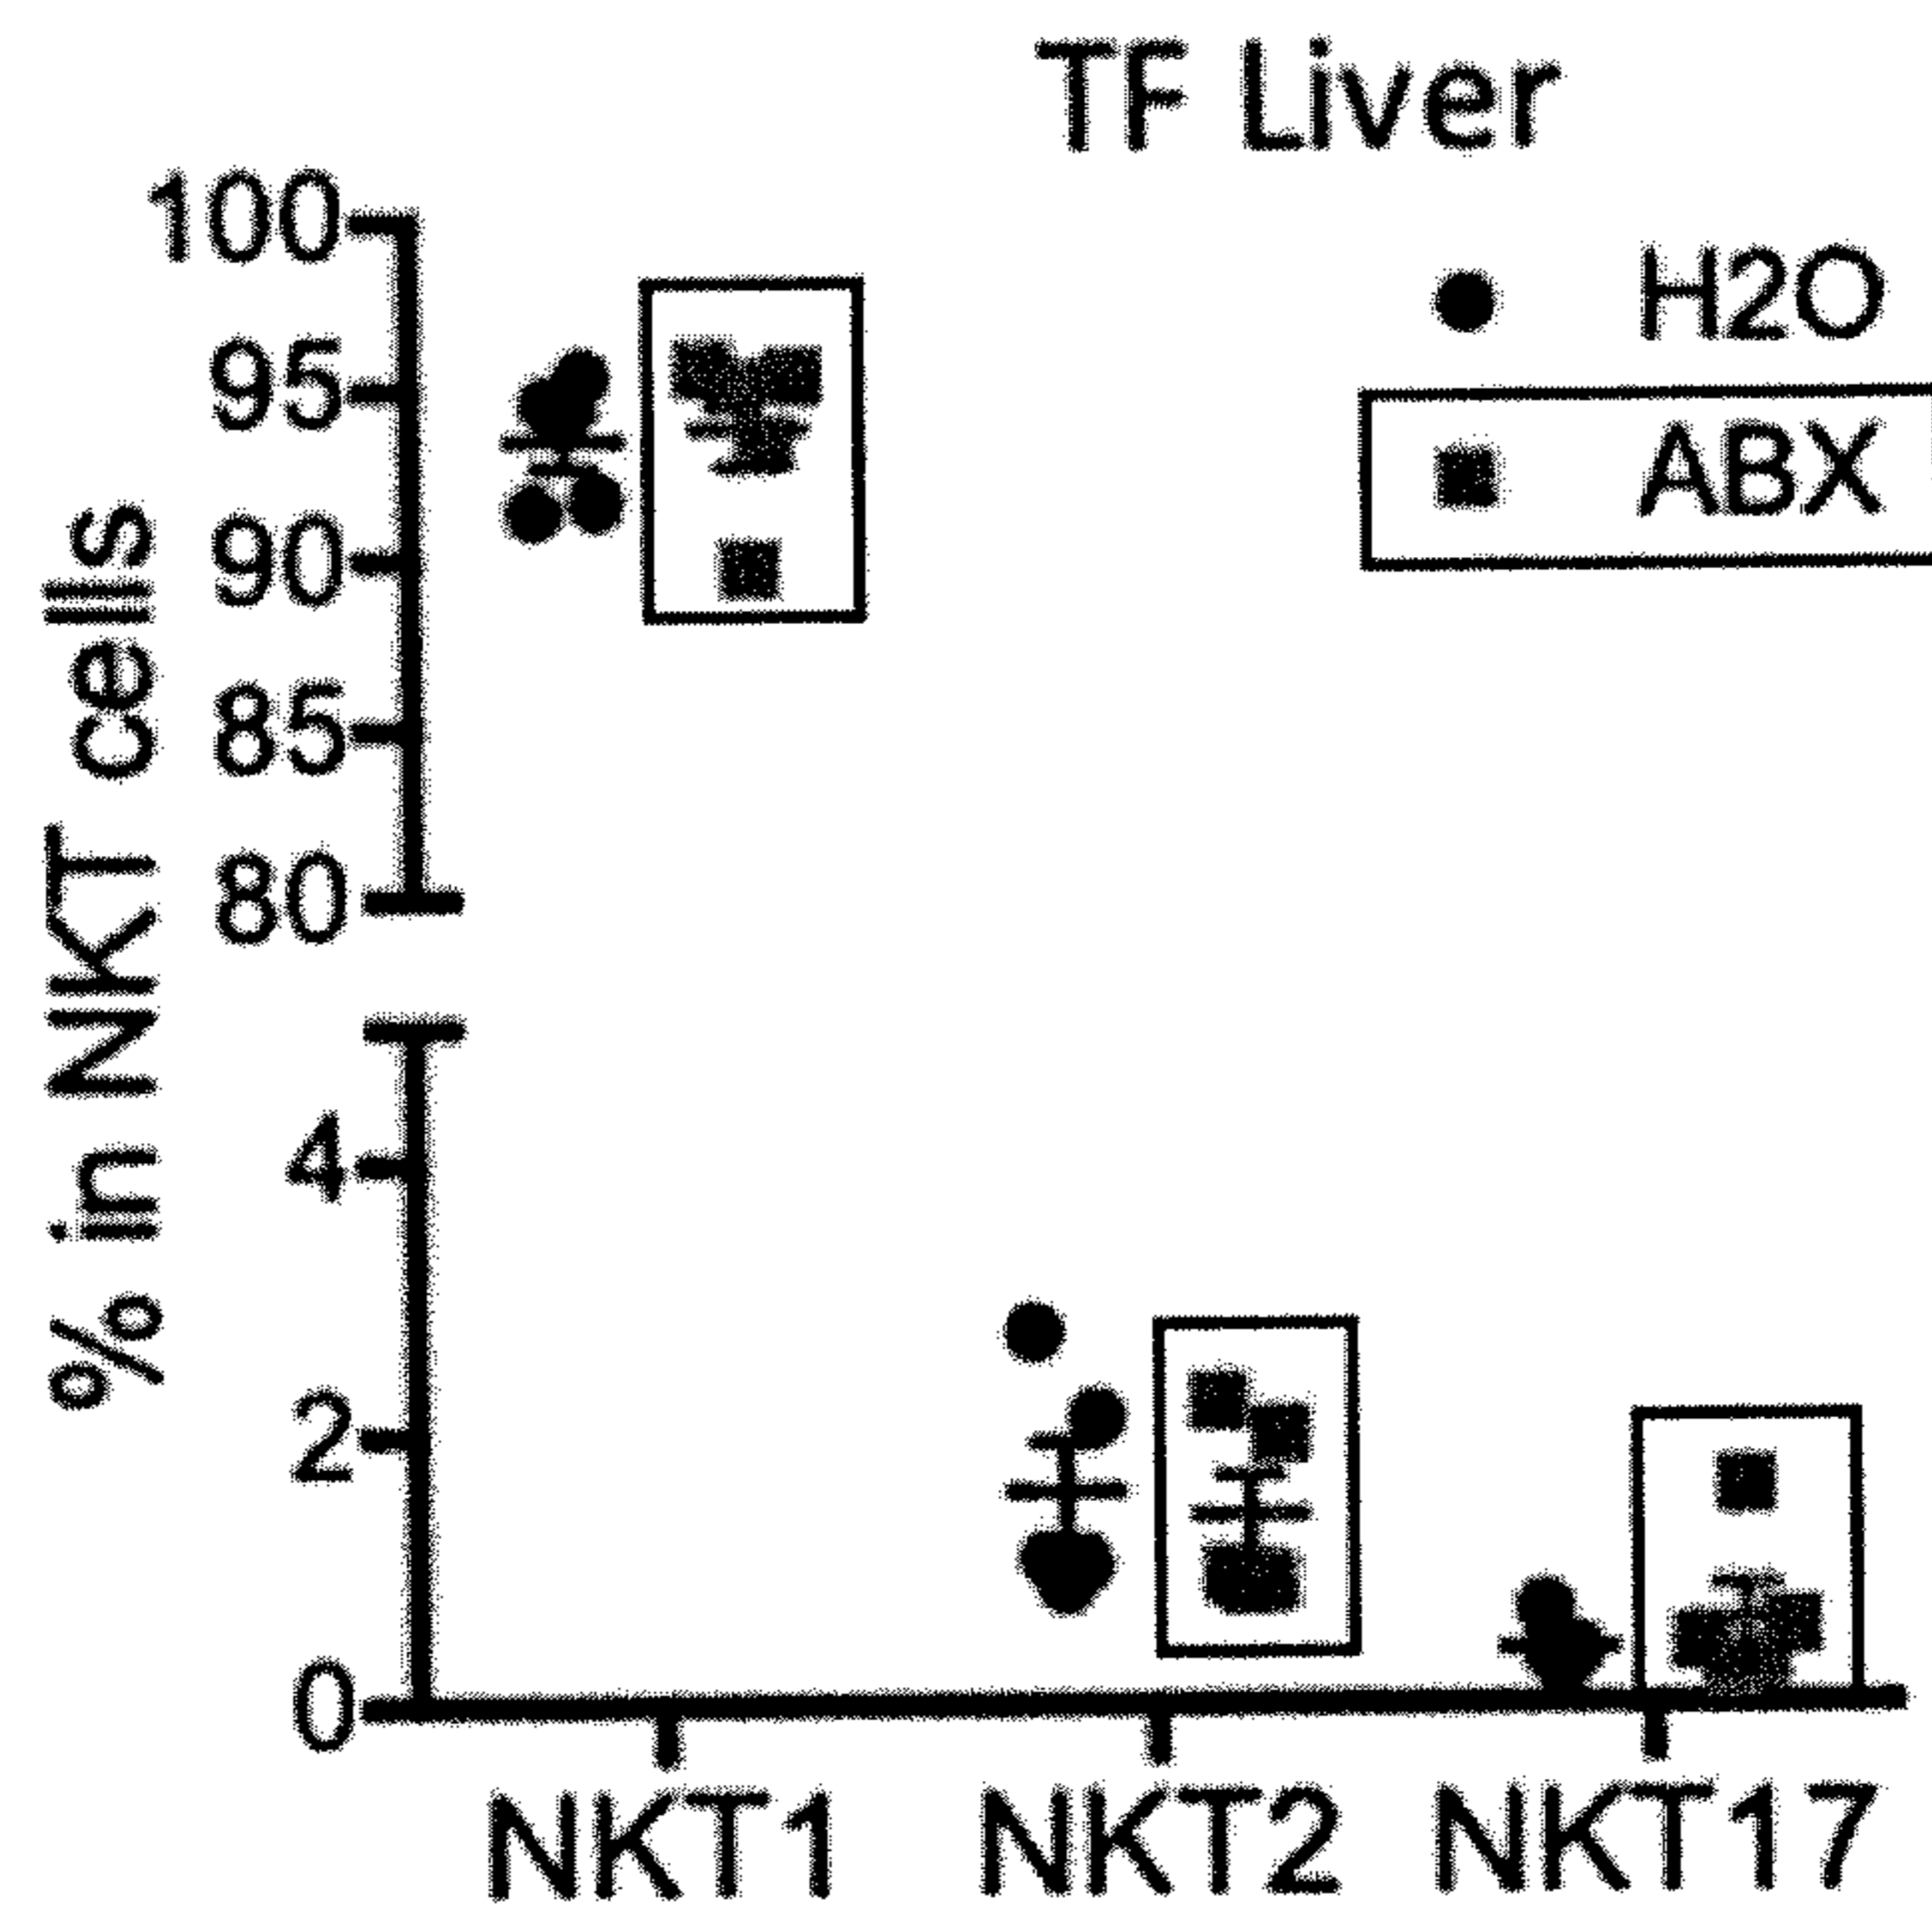 TF Liver
H2O
ABX
% in NKT cells
100
95
90
85
80
4
2
0
NKT1 NKT2 NKT17